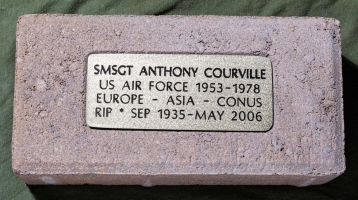 SMSGT ANTHONY COURVILLE
US AIR FORCE 1953-1978
EUROPE - ASIA - CONUS
RIP • SEP 1935-MAY 2006